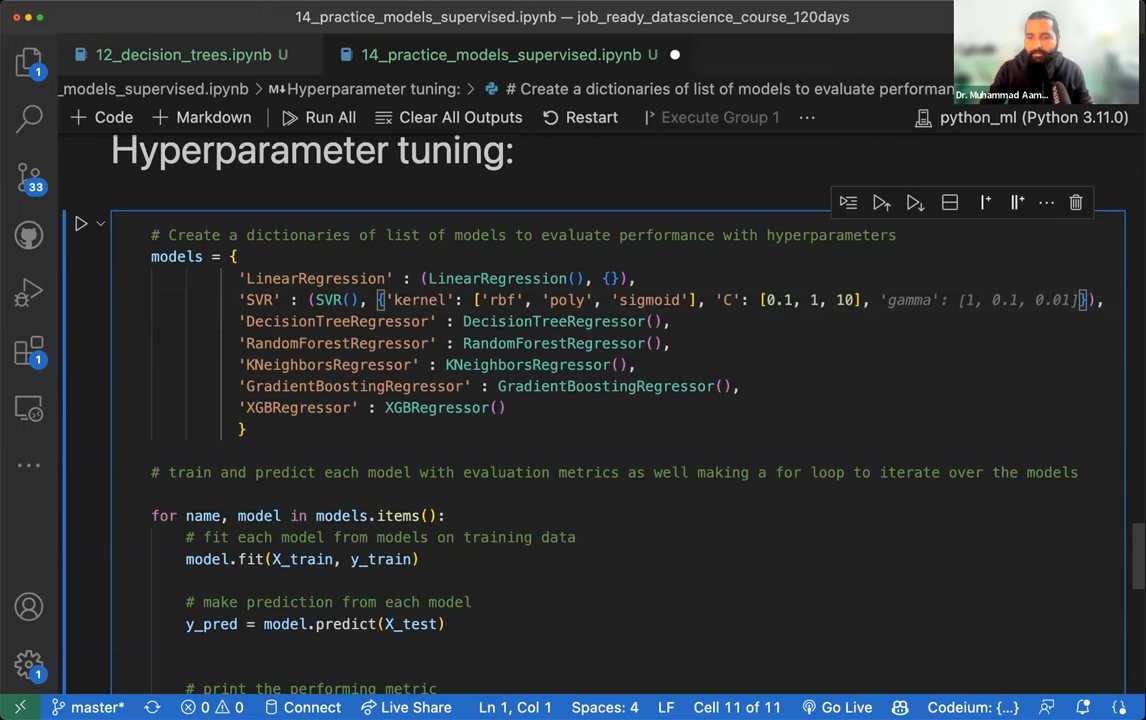 14_practice_models_supervised.ipynb — job_ready_datascience_course_120days
12_decision_trees.ipynb U
14_practice_models_supervised.ipynb U
_models_supervised.ipynb > M↓Hyperparameter tuning: > # Create a dictionaries of list of models to evaluate performan
Dr. Muhammad Aam...
+ Code + Markdown Run All Clear All Outputs Restart Execute Group 1 ... python_ml (Python 3.11.0)
Hyperparameter tuning:
# Create a dictionaries of list of models to evaluate performance with hyperparameters
models = {
'LinearRegression' : (LinearRegression(), {}),
'SVR' : (SVR(), {'kernel': ['rbf', 'poly', 'sigmoid'], 'C': [0.1, 1, 10], 'gamma': [1, 0.1, 0.01]}),
'DecisionTreeRegressor' : DecisionTreeRegressor(),
'RandomForestRegressor' : RandomForestRegressor(),
'KNeighborsRegressor' : KNeighborsRegressor(),
'GradientBoostingRegressor' : GradientBoostingRegressor(),
'XGBRegressor' : XGBRegressor()
}
# train and predict each model with evaluation metrics as well making a for loop to iterate over the models
for name, model in models.items():
# fit each model from models on training data
model.fit(X_train, y_train)
# make prediction from each model
y_pred = model.predict(X_test)
# print the performing metric
1
33
1
1
master* 0 0 Connect Live Share Ln 1, Col 1 Spaces: 4 LF Cell 11 of 11 Go Live Codeium: {...}